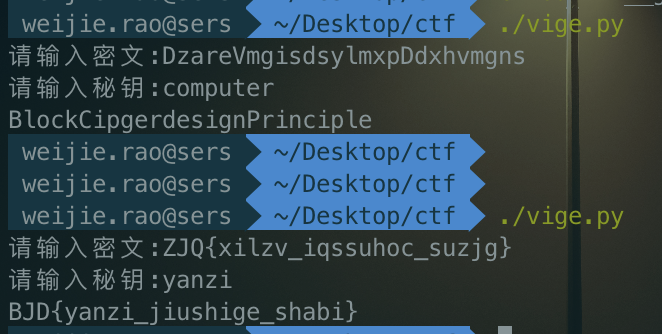 weijie.rao@sers ~/Desktop/ctf ./vige.py
请输入密文:DzareVmgisdsylmxpDdxhvmgns
请输入秘钥:computer
BlockCipgerdesignPrinciple
weijie.rao@sers ~/Desktop/ctf
weijie.rao@sers ~/Desktop/ctf
weijie.rao@sers ~/Desktop/ctf ./vige.py
请输入密文:ZJQ{xilzv_iqssuhoc_suzjg}
请输入秘钥:yanzi
BJD{yanzi_jiushige_shabi}